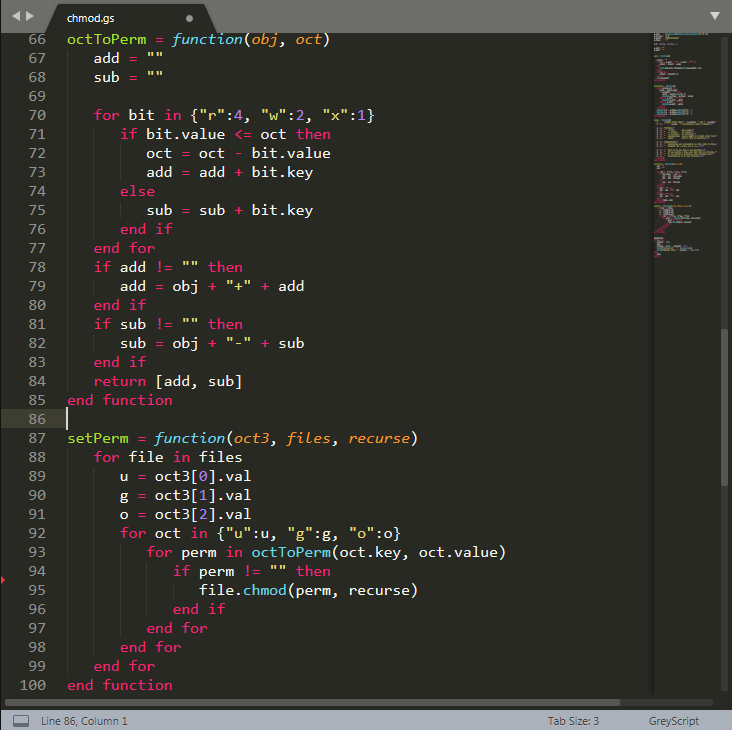 chmod.gs
66 octToPerm = function(obj, oct)
67    add = ""
68    sub = ""
69
70    for bit in {"r":4, "w":2, "x":1}
71       if bit.value <= oct then
72          oct = oct - bit.value
73          add = add + bit.key
74       else
75          sub = sub + bit.key
76       end if
77    end for
78    if add != "" then
79       add = obj + "+" + add
80    end if
81    if sub != "" then
82       sub = obj + "-" + sub
83    end if
84    return [add, sub]
85 end function
86
87 setPerm = function(oct3, files, recurse)
88    for file in files
89       u = oct3[0].val
90       g = oct3[1].val
91       o = oct3[2].val
92       for oct in {"u":u, "g":g, "o":o}
93          for perm in octToPerm(oct.key, oct.value)
94             if perm != "" then
95                file.chmod(perm, recurse)
96             end if
97          end for
98       end for
99    end for
100 end function
Line 86, Column 1 Tab Size: 3 GreyScript